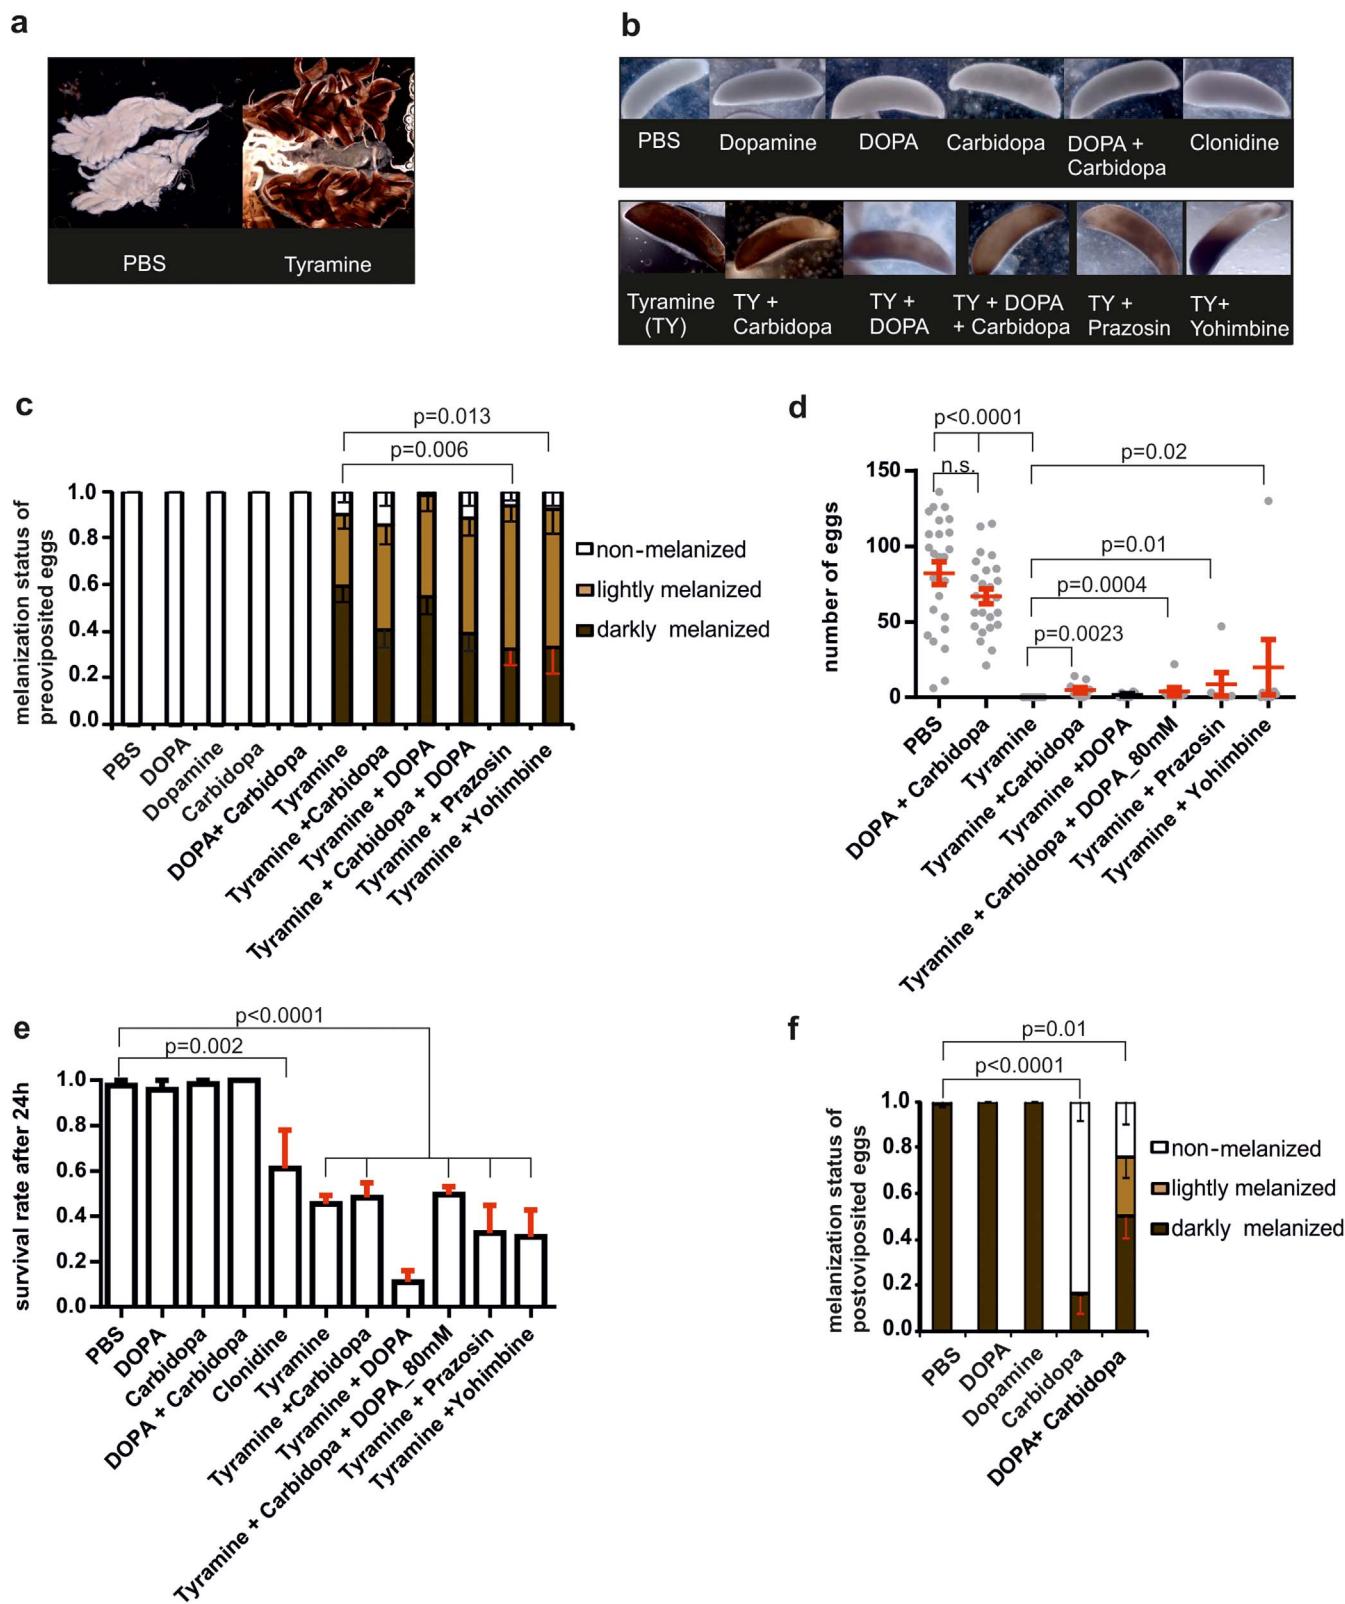 a
PBS
Tyramine
b
PBS
Dopamine
DOPA
Carbidopa
DOPA +
Carbidopa
Clonidine
Tyramine
(TY)
TY +
Carbidopa
TY +
DOPA
TY + DOPA
+ Carbidopa
TY +
Prazosin
TY+
Yohimbine
c
p=0.013
p=0.006
melanization status of
preoviposited eggs
1.0
0.8
0.6
0.4
0.2
0.0
non-melanized
lightly melanized
darkly melanized
PBS
DOPA
Dopamine
Carbidopa
DOPA+ Carbidopa
Tyramine
Tyramine +Carbidopa
Tyramine + DOPA
Tyramine + Carbidopa + DOPA
Tyramine + Prazosin
Tyramine +Yohimbine
d
p<0.0001
n.s.
p=0.02
p=0.01
p=0.0004
p=0.0023
number of eggs
150
100
50
0
PBS
DOPA + Carbidopa
Tyramine
Tyramine +Carbidopa
Tyramine +DOPA
Tyramine + Carbidopa + DOPA_80mM
Tyramine + Prazosin
Tyramine + Yohimbine
e
p<0.0001
p=0.002
survival rate after 24h
1.0
0.8
0.6
0.4
0.2
0.0
PBS
DOPA
Carbidopa
DOPA + Carbidopa
Clonidine
Tyramine
Tyramine +Carbidopa
Tyramine + DOPA
Tyramine + Carbidopa + DOPA_80mM
Tyramine + Prazosin
Tyramine +Yohimbine
f
p=0.01
p<0.0001
melanization status of
postoviposited eggs
1.0
0.8
0.6
0.4
0.2
0.0
non-melanized
lightly melanized
darkly melanized
PBS
DOPA
Dopamine
Carbidopa
DOPA+ Carbidopa